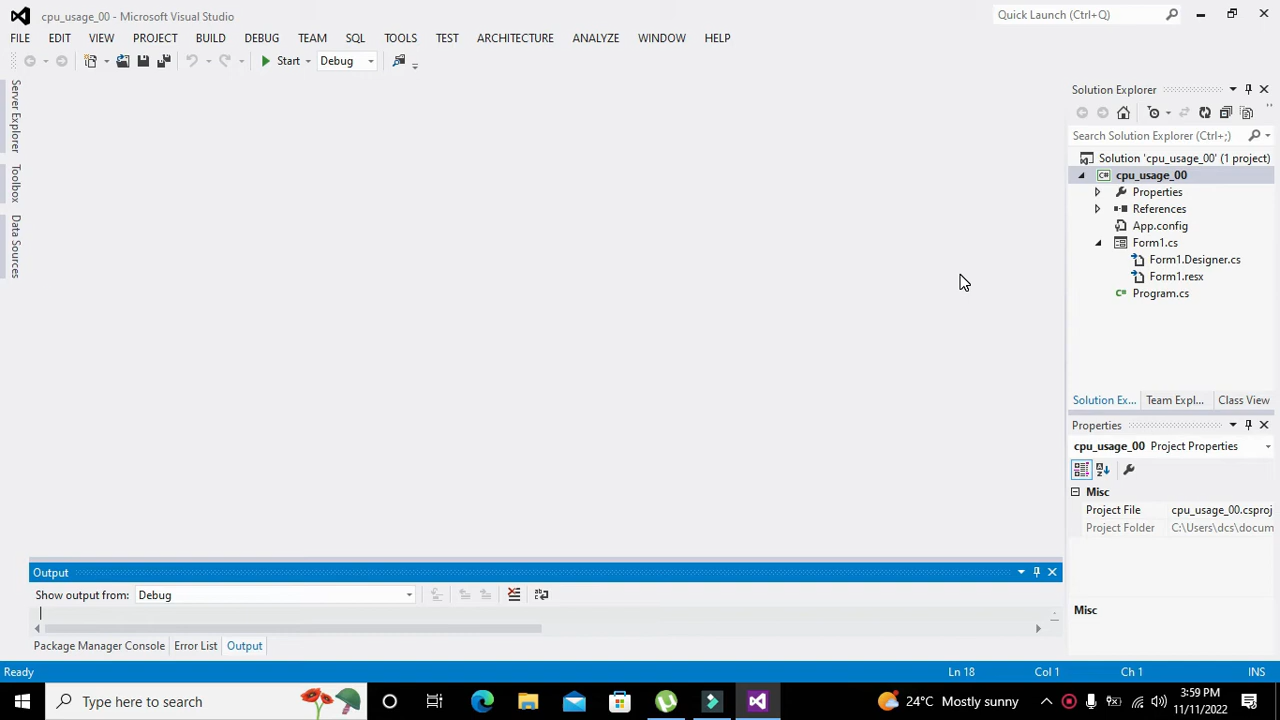 cpu_usage_00 - Microsoft Visual Studio
Quick Launch (Ctrl+Q)
FILE EDIT VIEW PROJECT BUILD DEBUG TEAM SQL TOOLS TEST ARCHITECTURE ANALYZE WINDOW HELP
Start Debug
Server Explorer
Toolbox
Data Sources
Solution Explorer
Search Solution Explorer (Ctrl+;)
Solution 'cpu_usage_00' (1 project)
C# cpu_usage_00
Properties
References
App.config
Form1.cs
Form1.Designer.cs
Form1.resx
C# Program.cs
Solution Ex... Team Expl... Class View
Properties
cpu_usage_00 Project Properties
Misc
Project File cpu_usage_00.csproj
Project Folder C:\Users\dcs\docum
Misc
Output
Show output from: Debug
Package Manager Console Error List Output
Ready Ln 18 Col 1 Ch 1 INS
Type here to search
24°C Mostly sunny
3:59 PM
11/11/2022